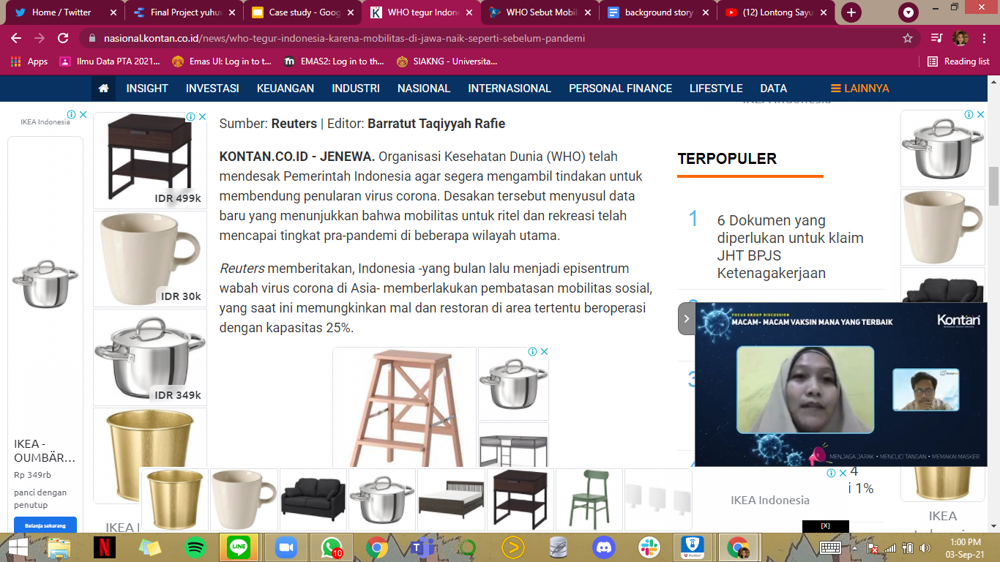 Home / Twitter
Final Project yuhuv
Case study - Goog
WHO tegur Indone
WHO Sebut Mobil
background story
(12) Lontong Sayu
nasional.kontan.co.id/news/who-tegur-indonesia-karena-mobilitas-di-jawa-naik-seperti-sebelum-pandemi
Apps
Ilmu Data PTA 2021...
Emas UI: Log in to t...
EMAS2: Log in to th...
SIAKNG - Universita...
Reading list
INSIGHT INVESTASI KEUANGAN INDUSTRI NASIONAL INTERNASIONAL PERSONAL FINANCE LIFESTYLE DATA LAINNYA
IKEA Indonesia
IKEA -
OUMBÄR...
Rp 349rb
panci dengan
penutup
Belanja sekarang
IDR 499k
IDR 30k
IDR 349k
IKEA I
Sumber: Reuters | Editor: Barratut Taqiyyah Rafie
KONTAN.CO.ID - JENEWA. Organisasi Kesehatan Dunia (WHO) telah
mendesak Pemerintah Indonesia agar segera mengambil tindakan untuk
membendung penularan virus corona. Desakan tersebut menyusul data
baru yang menunjukkan bahwa mobilitas untuk ritel dan rekreasi telah
mencapai tingkat pra-pandemi di beberapa wilayah utama.
Reuters memberitakan, Indonesia -yang bulan lalu menjadi episentrum
wabah virus corona di Asia- memberlakukan pembatasan mobilitas sosial,
yang saat ini memungkinkan mal dan restoran di area tertentu beroperasi
dengan kapasitas 25%.
IKEA Indonesia
TERPOPULER
1
6 Dokumen yang
diperlukan untuk klaim
JHT BPJS
Ketenagakerjaan
3
FOCUS GROUP DISCUSSION
MACAM- MACAM VAKSIN MANA YANG TERBAIK
Kontan
MENJAGA JARAK • MENCUCI TANGAN • MEMAKAI MASKER
4
i 1%
IKEA Indonesia
IKEA
[X]
10
1:00 PM
03-Sep-21